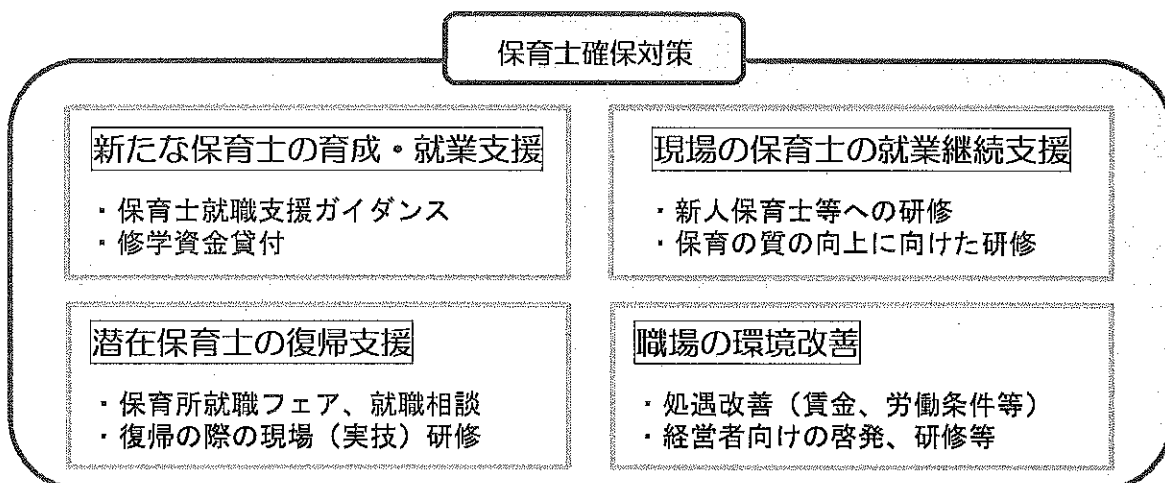 保育士確保対策
新たな保育士の育成・就業支援
・保育士就職支援ガイダンス
・修学資金貸付
現場の保育士の就業継続支援
・新人保育士等への研修
・保育の質の向上に向けた研修
潜在保育士の復帰支援
・保育所就職フェア、就職相談
・復帰の際の現場（実技）研修
職場の環境改善
・処遇改善（賃金、労働条件等）
・経営者向けの啓発、研修等